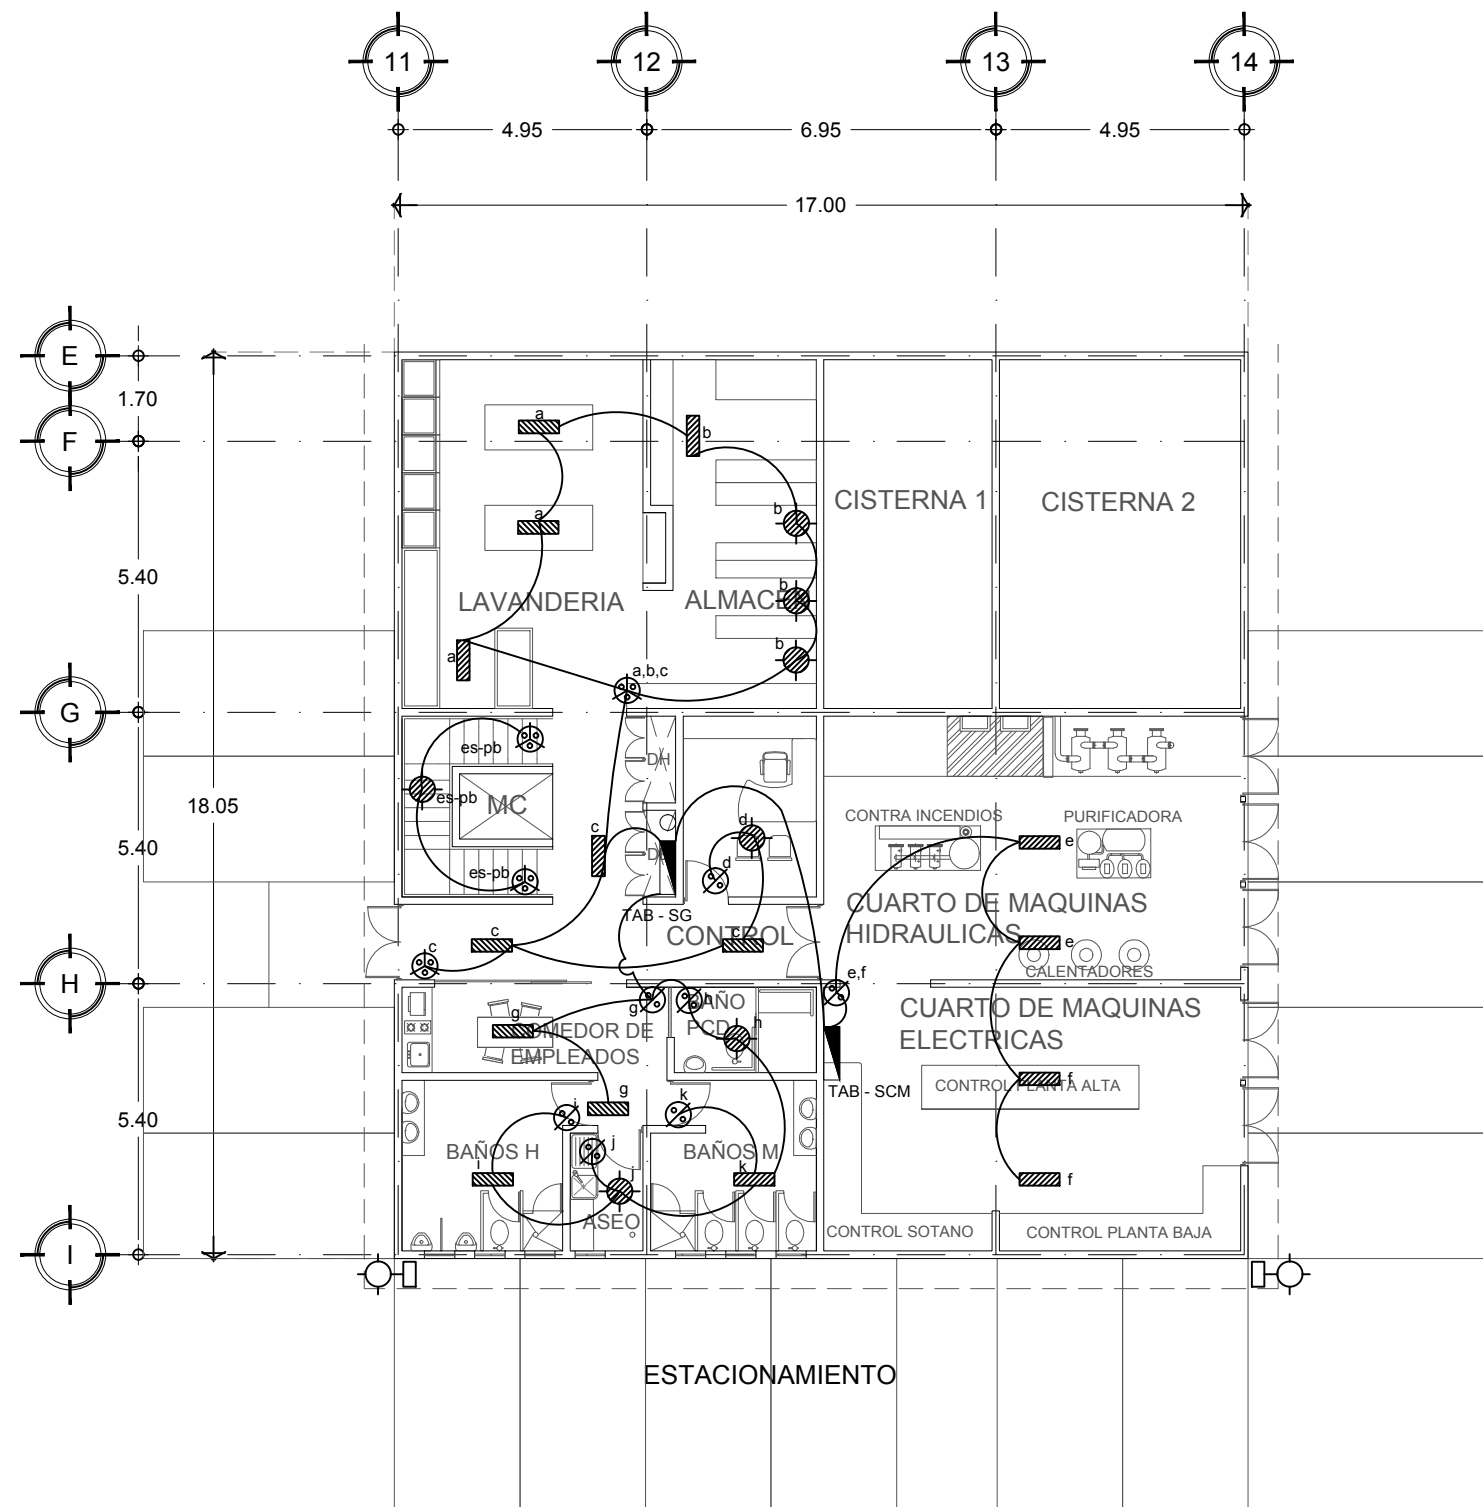 11
12
13
14
4.95
6.95
4.95
17.00
E
1.70
F
a
b
CISTERNA 1
CISTERNA 2
a
b
5.40
b
LAVANDERIA
ALMACE
a
b
a,b,c
G
es-pb
DH
18.05
es-pb
MC
CONTRA INCENDIOS
PURIFICADORA
c
d
e
5.40
es-pb
d
CUARTO DE MAQUINAS
HIDRAULICAS
TAB - SG
CONTROL
c
c
c
e
CALENTADORES
H
e,f
g
h
BAÑO
PCD
CUARTO DE MAQUINAS
ELECTRICAS
g
OMEDOR DE
EMPLEADOS
h
CONTROL PLANTA ALTA
f
TAB - SCM
g
i
k
5.40
BAÑOS H
j
BAÑOS M
i
j
k
f
ASEO
CONTROL SOTANO
CONTROL PLANTA BAJA
I
ESTACIONAMIENTO